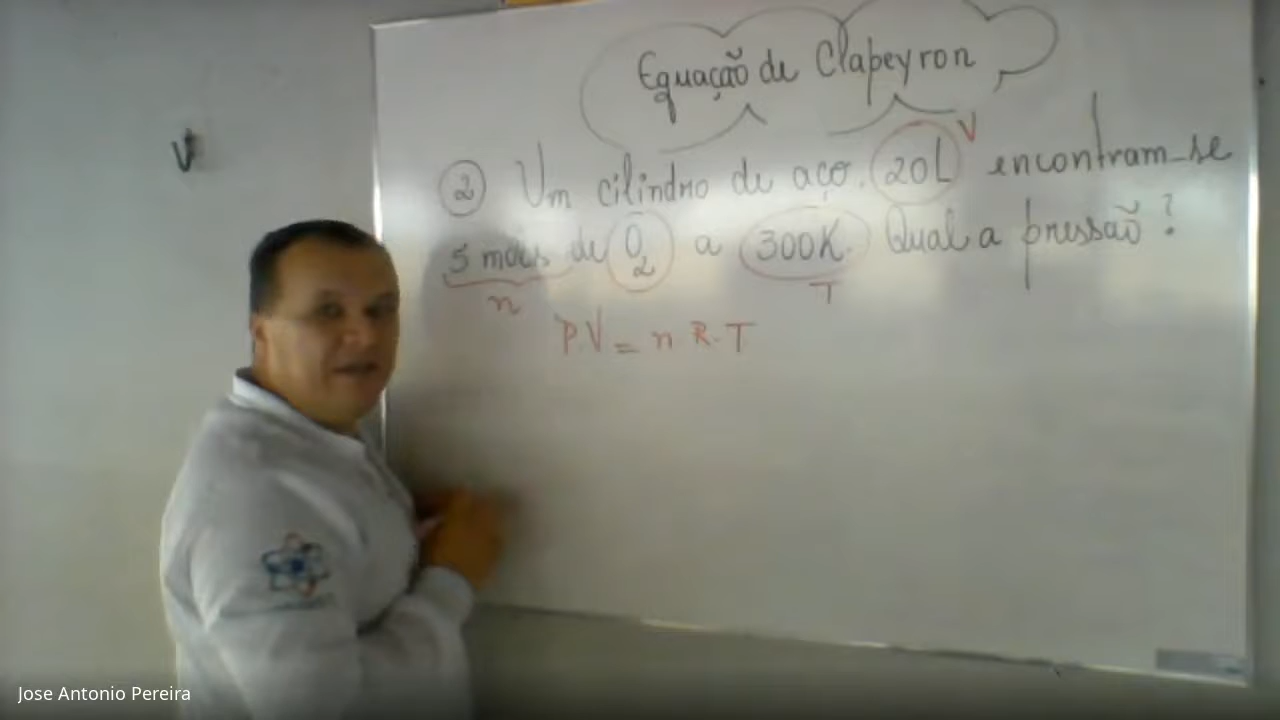 Equação de Clapeyron
V
② Um cilindro de aço. 20L encontram-se
5 mols de O₂ a 300K. Qual a pressão?
n T
P.V = n R.T
Jose Antonio Pereira